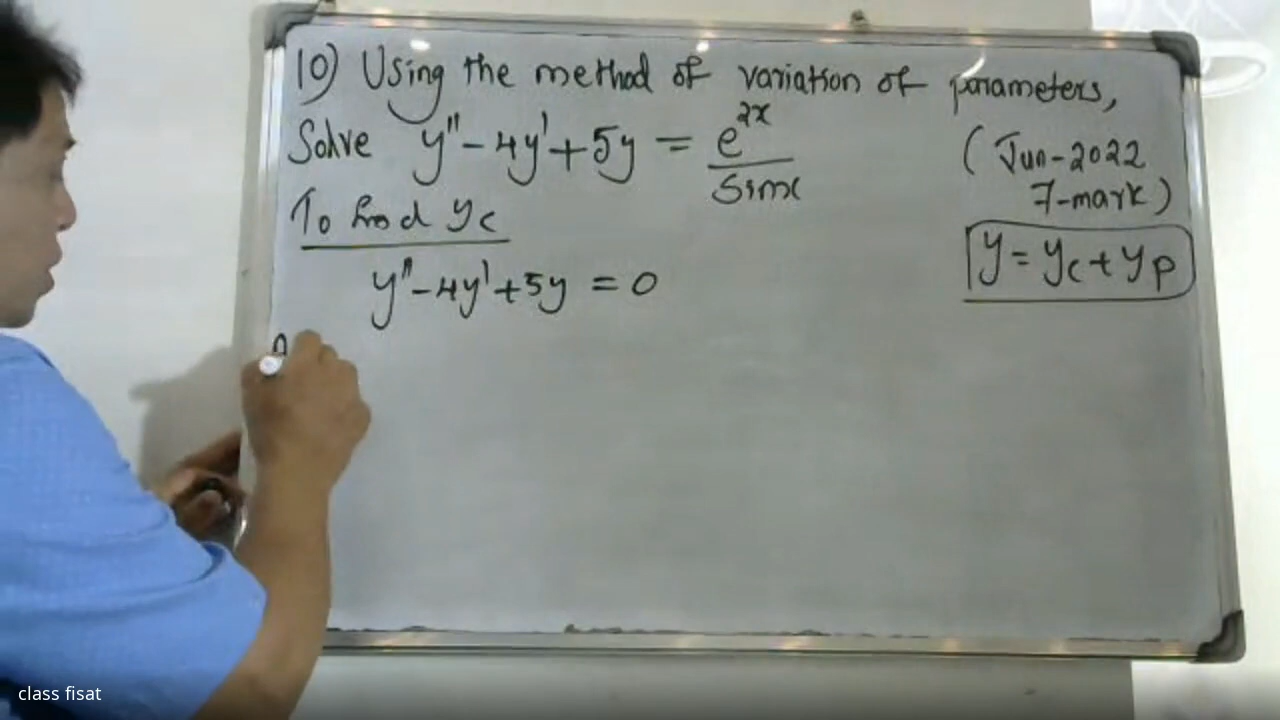 10) Using the method of variation of parameters,
Solve y'' - 4y' + 5y = e^{2x} / sinx
(Jun-2022
7-mark)
To find yc
y = yc + yp
y'' - 4y' + 5y = 0
class fisat